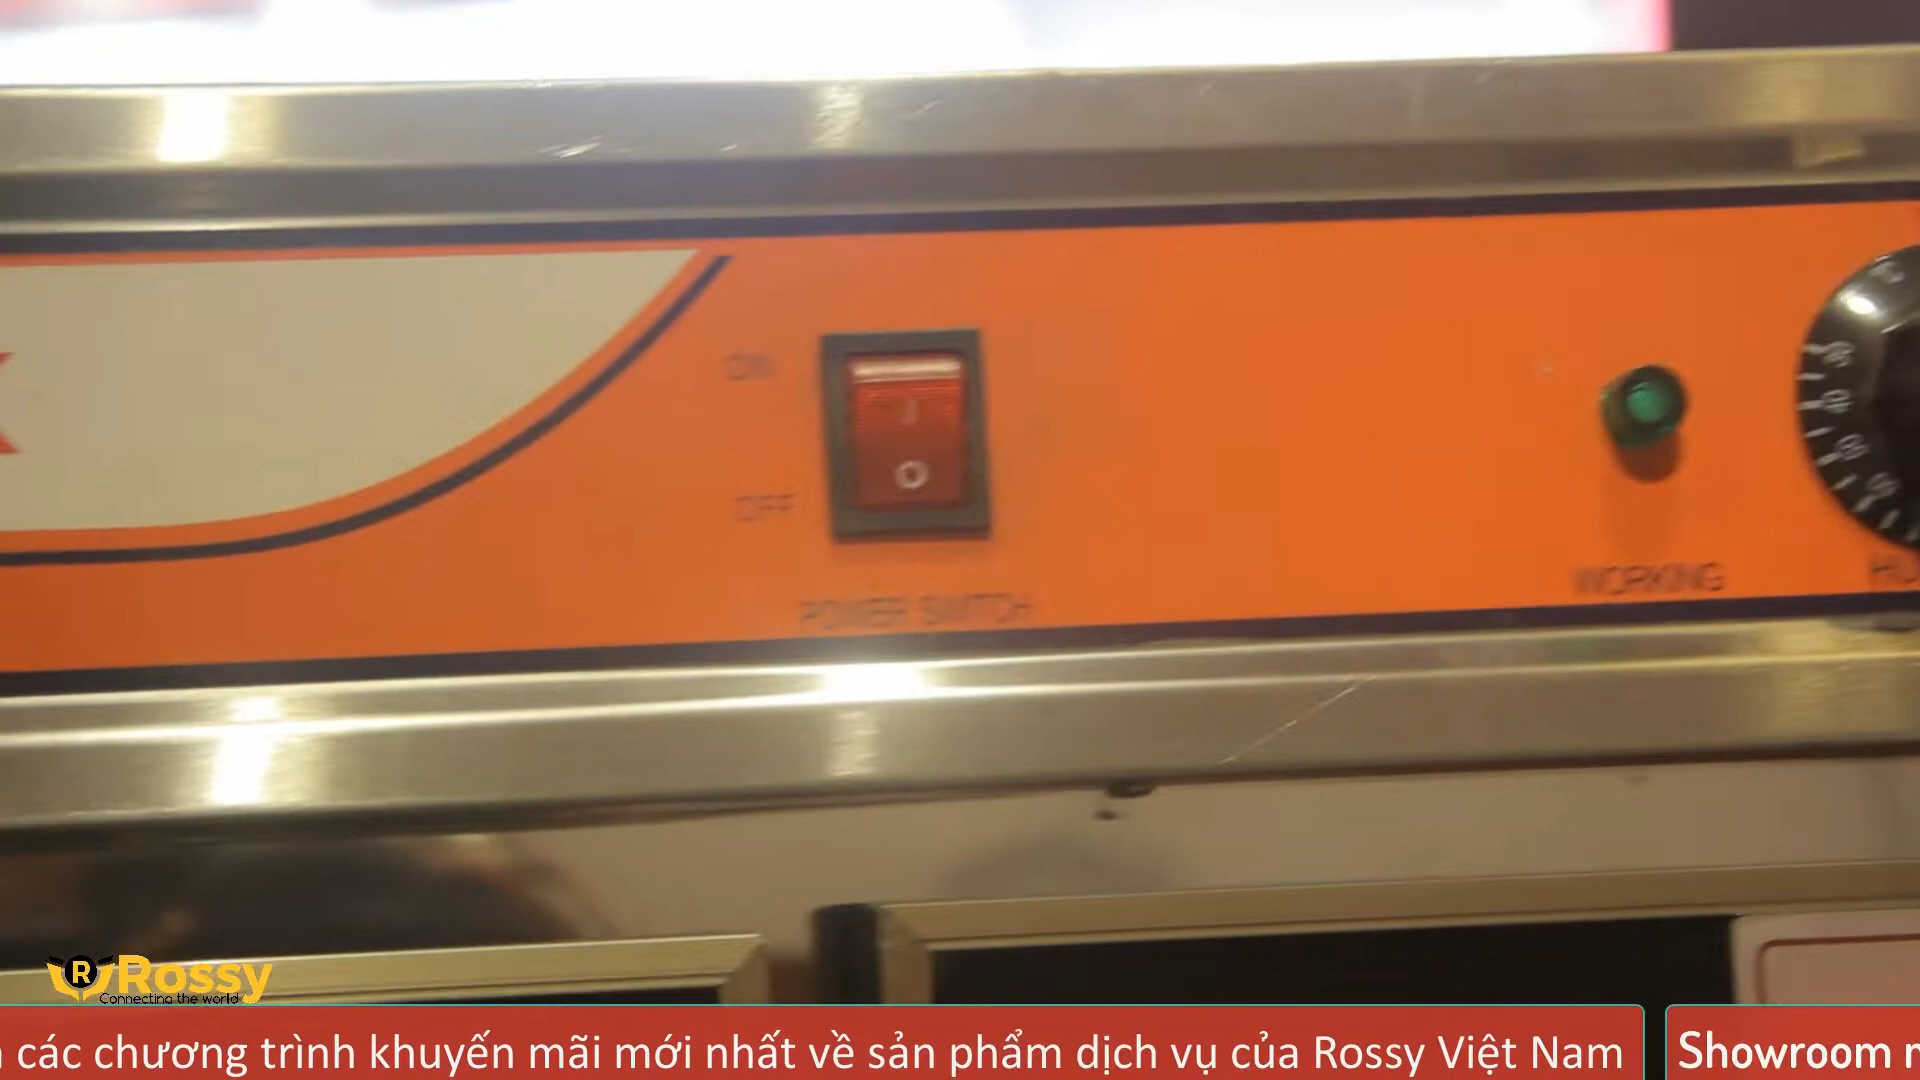 ON
I
O
OFF
POWER SWITCH
WORKING
Rossy
Connecting the world
các chương trình khuyến mãi mới nhất về sản phẩm dịch vụ của Rossy Việt Nam
Showroom